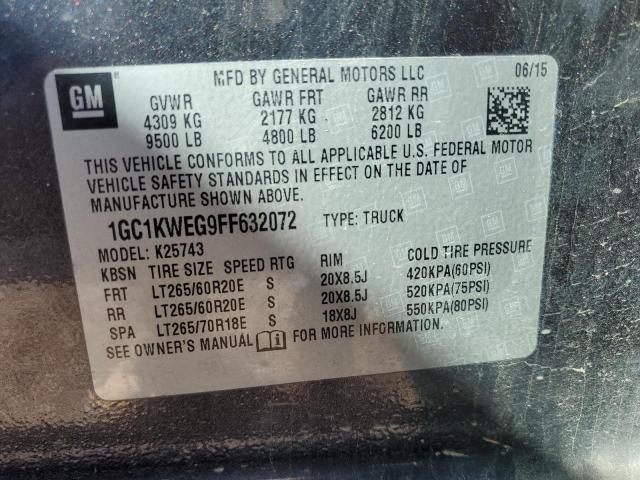 GM
MFD BY GENERAL MOTORS LLC 06/15
GVWR GAWR FRT GAWR RR
4309 KG 2177 KG 2812 KG
9500 LB 4800 LB 6200 LB
THIS VEHICLE CONFORMS TO ALL APPLICABLE U.S. FEDERAL MOTOR
VEHICLE SAFETY STANDARDS IN EFFECT ON THE DATE OF
MANUFACTURE SHOWN ABOVE.
1GC1KWEG9FF632072 TYPE: TRUCK
MODEL: K25743
KBSN TIRE SIZE SPEED RTG RIM COLD TIRE PRESSURE
FRT LT265/60R20E S 20X8.5J 420KPA(60PSI)
RR LT265/60R20E S 20X8.5J 520KPA(75PSI)
SPA LT265/70R18E S 18X8J 550KPA(80PSI)
SEE OWNER'S MANUAL FOR MORE INFORMATION.